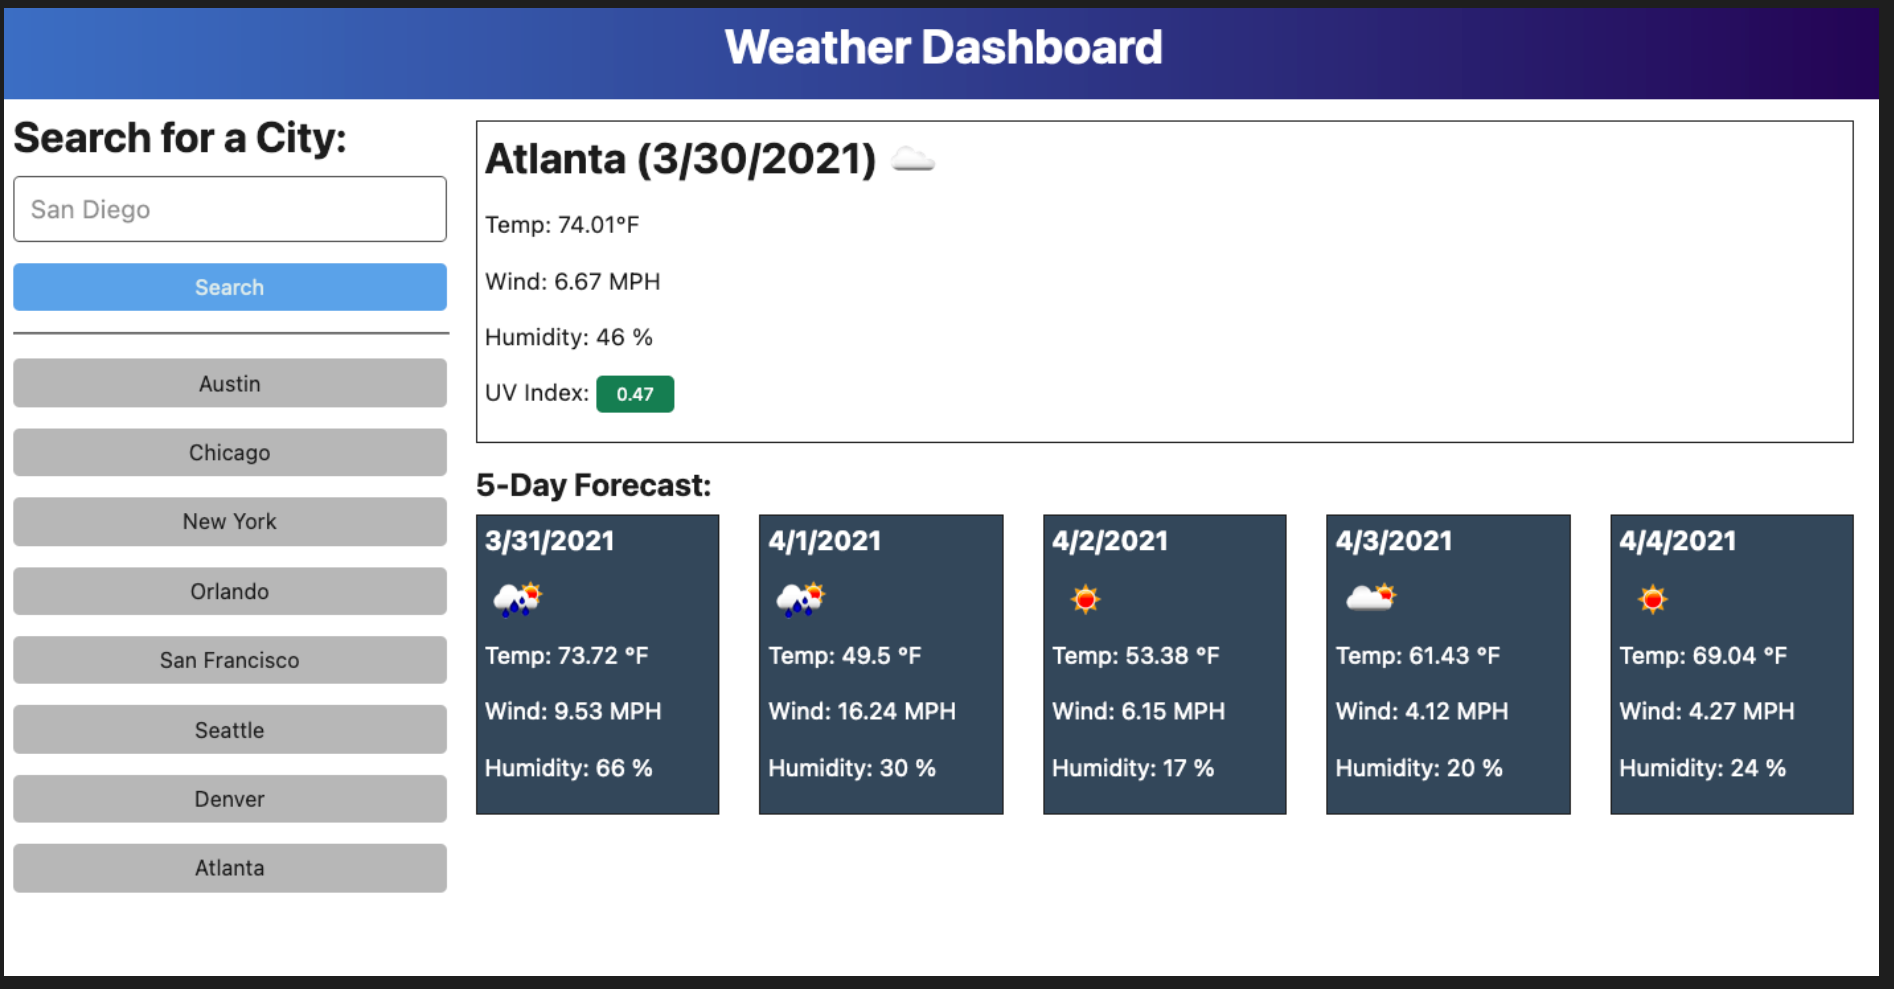 Weather Dashboard
Search for a City:
San Diego
Search
Austin
Chicago
New York
Orlando
San Francisco
Seattle
Denver
Atlanta
Atlanta (3/30/2021)
Temp: 74.01°F
Wind: 6.67 MPH
Humidity: 46 %
UV Index: 0.47
5-Day Forecast:
3/31/2021
Temp: 73.72 °F
Wind: 9.53 MPH
Humidity: 66 %
4/1/2021
Temp: 49.5 °F
Wind: 16.24 MPH
Humidity: 30 %
4/2/2021
Temp: 53.38 °F
Wind: 6.15 MPH
Humidity: 17 %
4/3/2021
Temp: 61.43 °F
Wind: 4.12 MPH
Humidity: 20 %
4/4/2021
Temp: 69.04 °F
Wind: 4.27 MPH
Humidity: 24 %